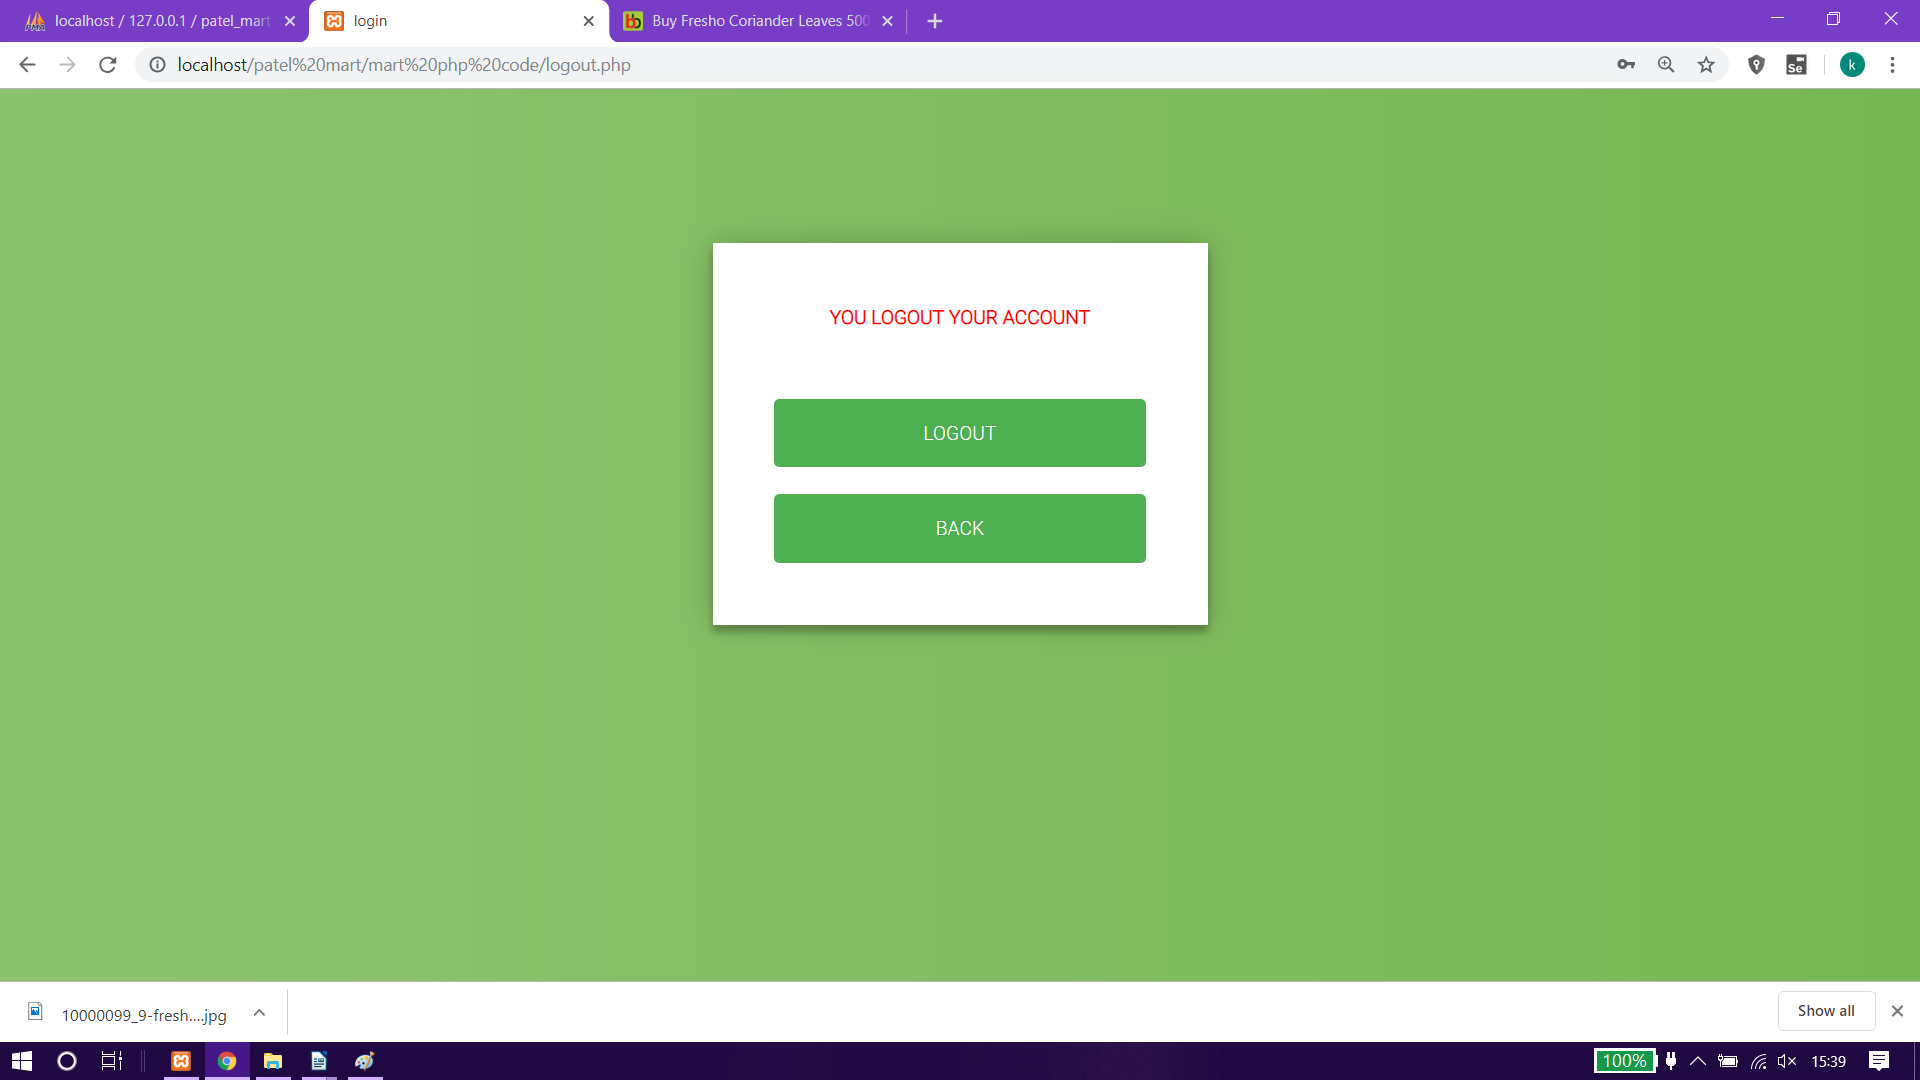 localhost / 127.0.0.1 / patel_mart
login
Buy Fresho Coriander Leaves 500
localhost/patel%20mart/mart%20php%20code/logout.php
Se
k
YOU LOGOUT YOUR ACCOUNT
LOGOUT
BACK
10000099_9-fresh....jpg
Show all
100%
15:39